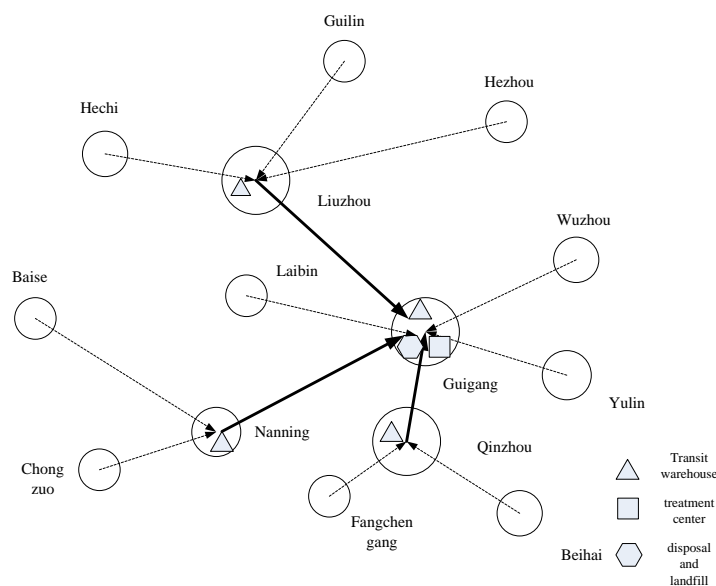 Guilin
Hezhou
Hechi
Liuzhou
Wuzhou
Laibin
Baise
Guigang
Yulin
Nanning
Qinzhou
Chong
zuo
Fangchen
gang
Beihai
Transit
warehouse
treatment
center
disposal
and
landfill